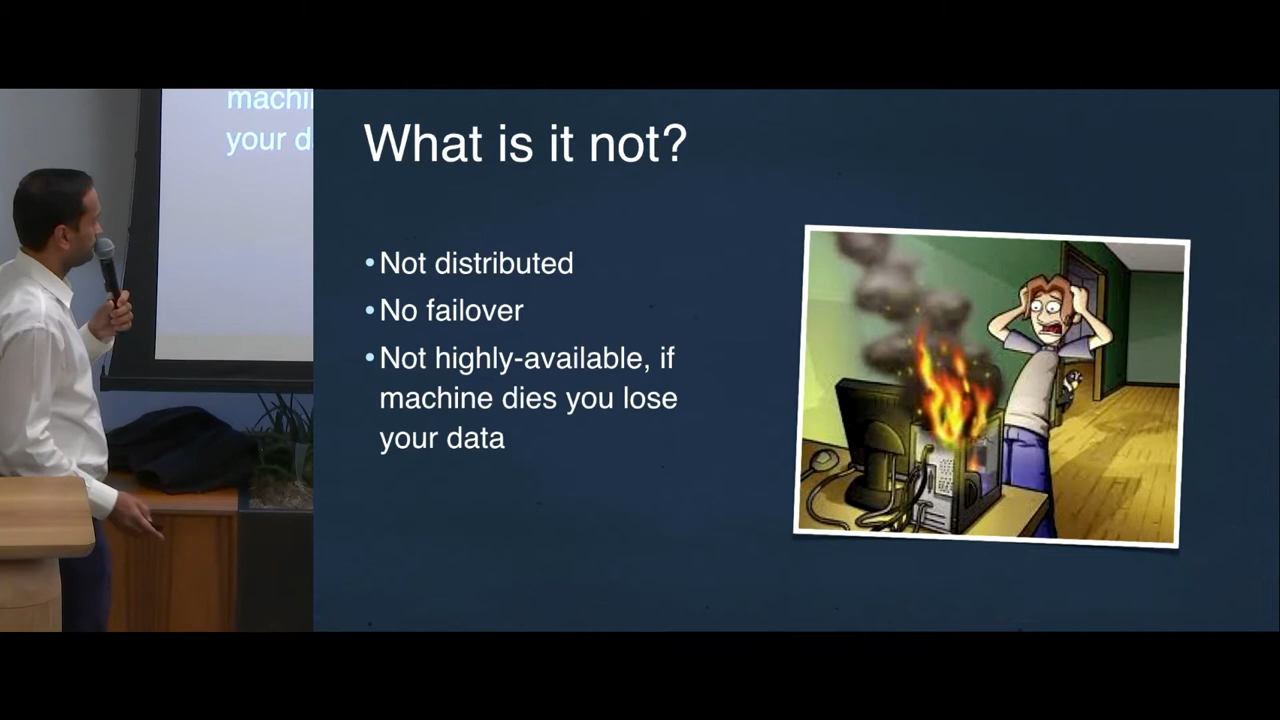 machi
your d
What is it not?
• Not distributed
• No failover
• Not highly-available, if
machine dies you lose
your data